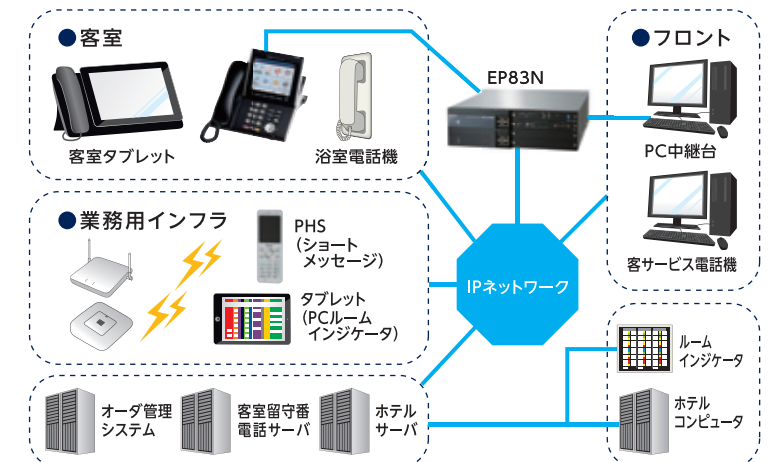 ●客室
客室タブレット
浴室電話機
EP83N
●フロント
PC中継台
客サービス電話機
●業務用インフラ
PHS
（ショート
メッセージ）
タブレット
（PCルーム
インジケータ）
IPネットワーク
オーダ管理
システム
客室留守番
電話サーバ
ホテル
サーバ
ルーム
インジケータ
ホテル
コンピュータ